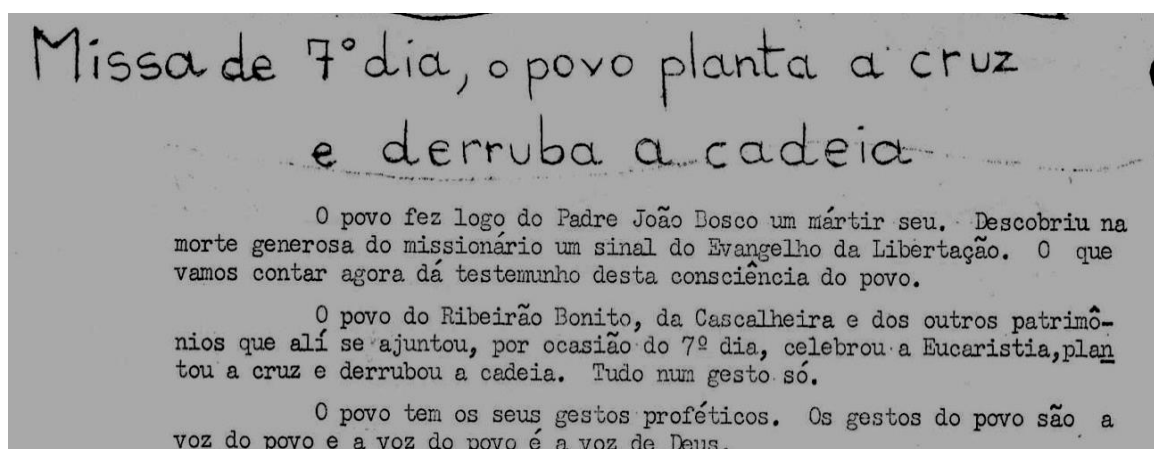 Missa de 7º dia, o povo planta a cruz
e derruba a cadeia
O povo fez logo do Padre João Bosco um mártir seu. Descobriu na
morte generosa do missionário um sinal do Evangelho da Libertação. O que
vamos contar agora dá testemunho desta consciência do povo.
O povo do Ribeirão Bonito, da Cascalheira e dos outros patrimô-
nios que alí se ajuntou, por ocasião do 7º dia, celebrou a Eucaristia,plan
tou a cruz e derrubou a cadeia. Tudo num gesto só.
O povo tem os seus gestos proféticos. Os gestos do povo são a
voz do povo e a voz do povo é a voz de Deus.